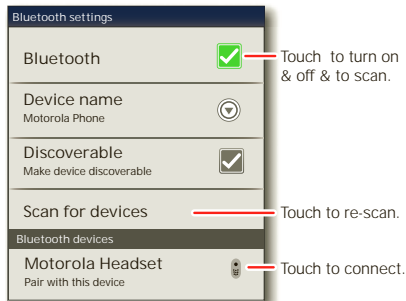 Bluetooth settings
Bluetooth
Touch to turn on
& off & to scan.
Device name
Motorola Phone
Discoverable
Make device discoverable
Scan for devices
Touch to re-scan.
Bluetooth devices
Motorola Headset
Pair with this device
Touch to connect.